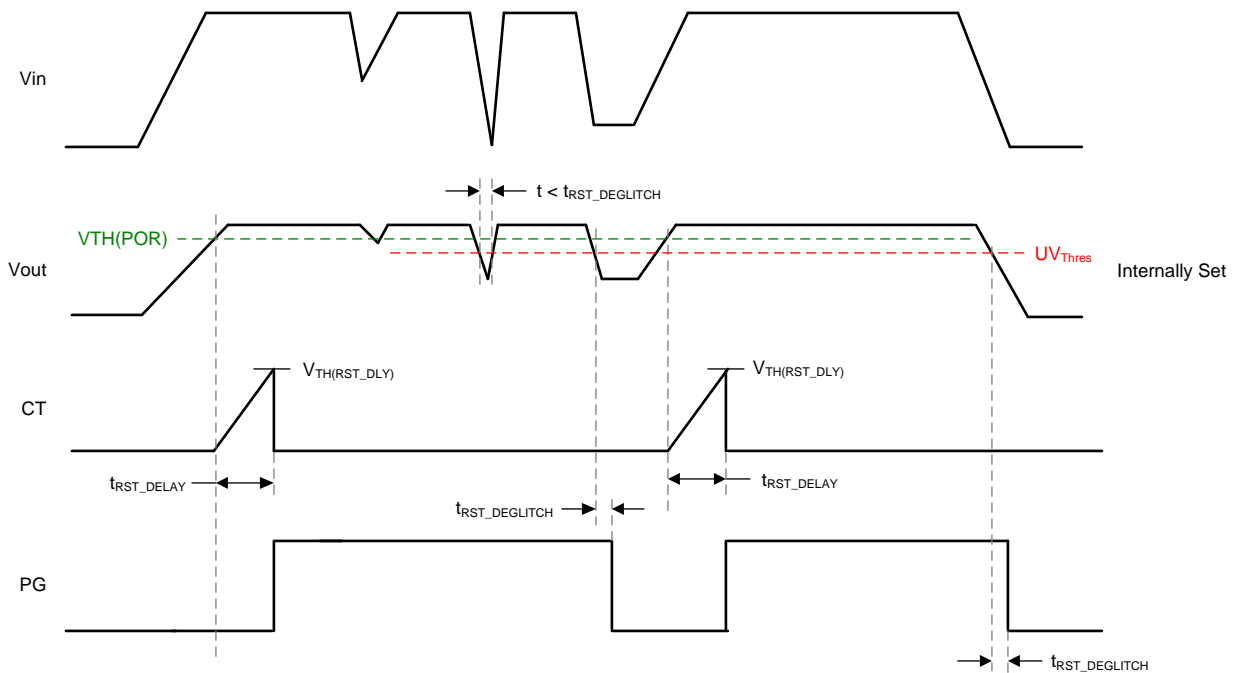 Vin
t < tRST_DEGLITCH
VTH(POR)
UVThres
Vout
Internally Set
VTH(RST_DLY)
VTH(RST_DLY)
CT
tRST_DELAY
tRST_DELAY
tRST_DEGLITCH
PG
tRST_DEGLITCH